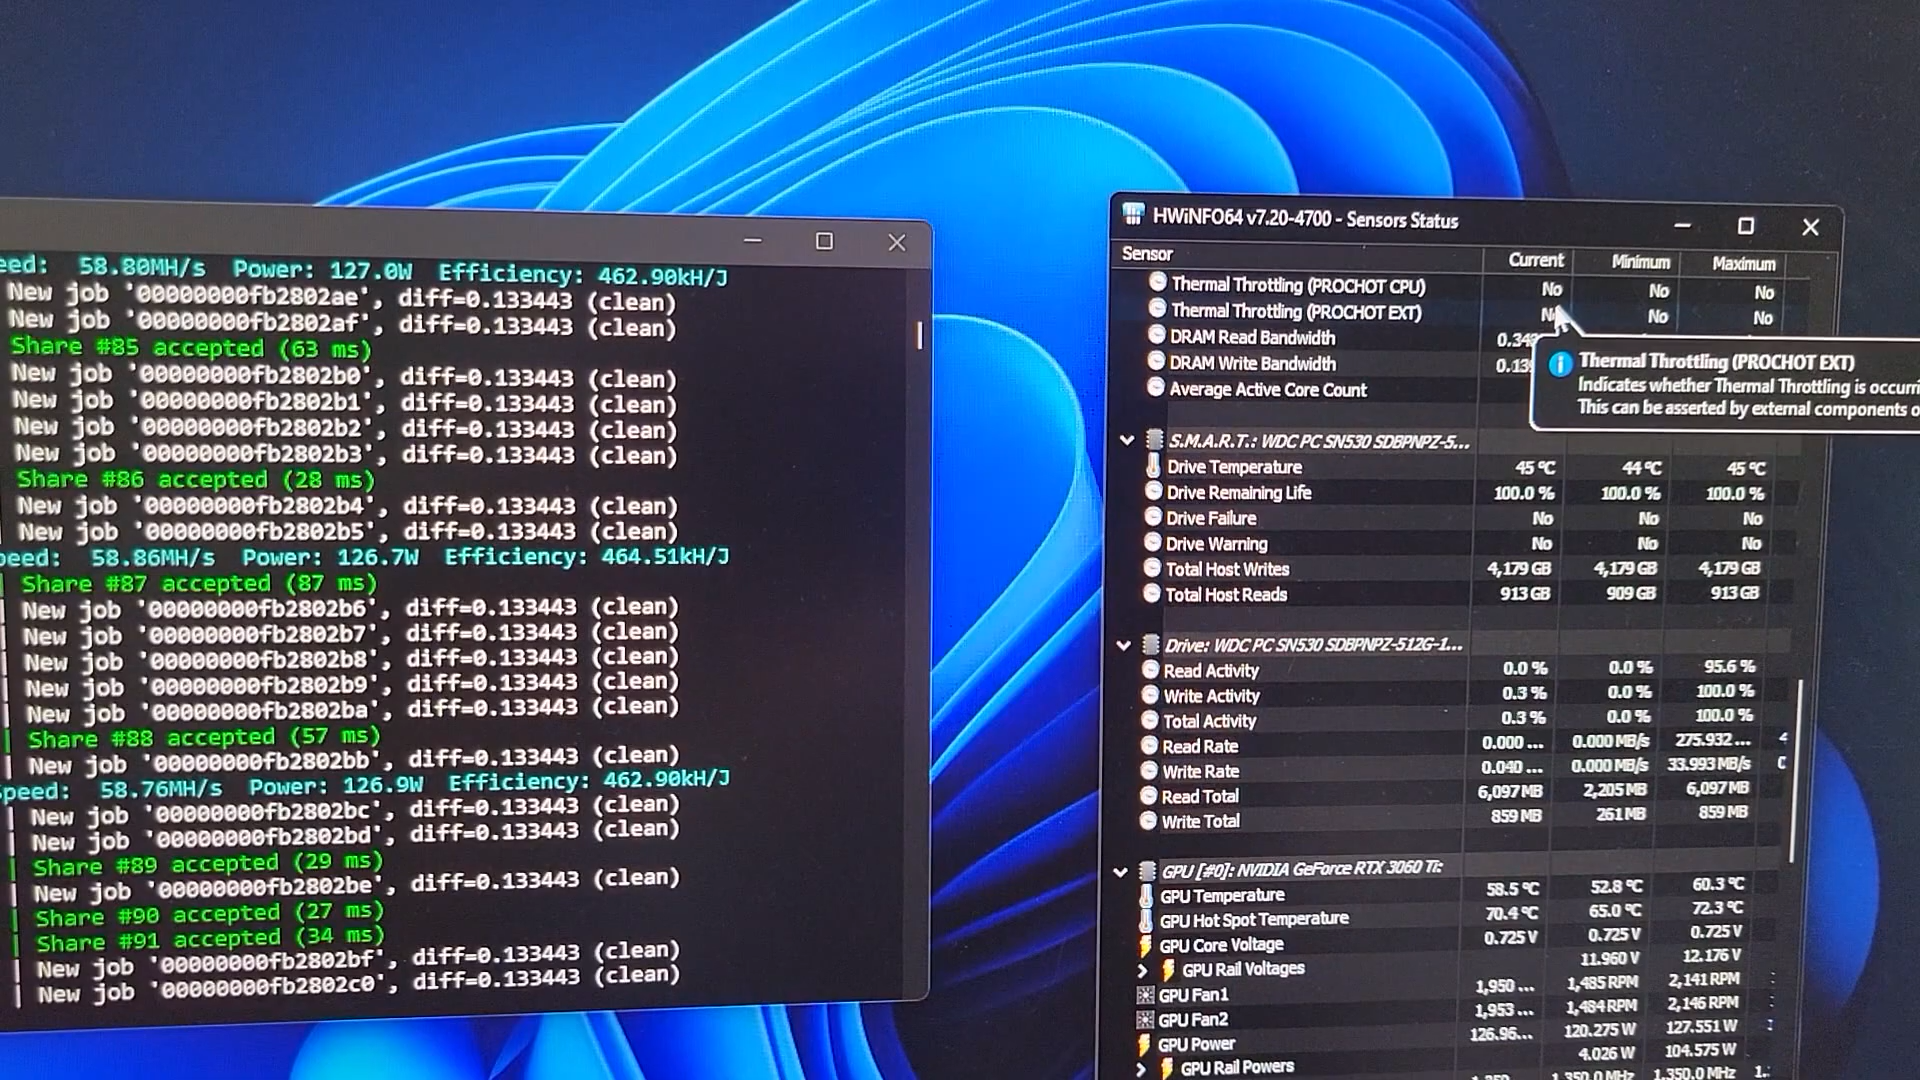 eed: 58.80MH/s Power: 127.0W Efficiency: 462.90kH/J
New job '00000000fb2802ae', diff=0.133443 (clean)
New job '00000000fb2802af', diff=0.133443 (clean)
Share #85 accepted (63 ms)
New job '00000000fb2802b0', diff=0.133443 (clean)
New job '00000000fb2802b1', diff=0.133443 (clean)
New job '00000000fb2802b2', diff=0.133443 (clean)
New job '00000000fb2802b3', diff=0.133443 (clean)
Share #86 accepted (28 ms)
New job '00000000fb2802b4', diff=0.133443 (clean)
New job '00000000fb2802b5', diff=0.133443 (clean)
peed: 58.86MH/s Power: 126.7W Efficiency: 464.51kH/J
Share #87 accepted (87 ms)
New job '00000000fb2802b6', diff=0.133443 (clean)
New job '00000000fb2802b7', diff=0.133443 (clean)
New job '00000000fb2802b8', diff=0.133443 (clean)
New job '00000000fb2802b9', diff=0.133443 (clean)
New job '00000000fb2802ba', diff=0.133443 (clean)
Share #88 accepted (57 ms)
New job '00000000fb2802bb', diff=0.133443 (clean)
Speed: 58.76MH/s Power: 126.9W Efficiency: 462.90kH/J
New job '00000000fb2802bc', diff=0.133443 (clean)
New job '00000000fb2802bd', diff=0.133443 (clean)
Share #89 accepted (29 ms)
New job '00000000fb2802be', diff=0.133443 (clean)
Share #90 accepted (27 ms)
Share #91 accepted (34 ms)
New job '00000000fb2802bf', diff=0.133443 (clean)
New job '00000000fb2802c0', diff=0.133443 (clean)
HWiNFO64 v7.20-4700 - Sensors Status
Sensor Current Minimum Maximum
Thermal Throttling (PROCHOT CPU) No No No
Thermal Throttling (PROCHOT EXT) No No
DRAM Read Bandwidth
DRAM Write Bandwidth
Average Active Core Count
Thermal Throttling (PROCHOT EXT)
Indicates whether Thermal Throttling is occurri
This can be asserted by external components o
S.M.A.R.T.: WDC PC SN530 SDBPNPZ-5...
Drive Temperature 45 °C 44 °C 45 °C
Drive Remaining Life 100.0 % 100.0 % 100.0 %
Drive Failure No No No
Drive Warning No No No
Total Host Writes 4,179 GB 4,179 GB 4,179 GB
Total Host Reads 913 GB 909 GB 913 GB
Drive: WDC PC SN530 SDBPNPZ-512G-1...
Read Activity 0.0 % 0.0 % 95.6 %
Write Activity 0.3 % 0.0 % 100.0 %
Total Activity 0.3 % 0.0 % 100.0 %
Read Rate 0.000 ... 0.000 MB/s 275.932 ...
Write Rate 0.040 ... 0.000 MB/s 33.993 MB/s
Read Total 6,097 MB 2,205 MB 6,097 MB
Write Total 859 MB 261 MB 859 MB
GPU [#0]: NVIDIA GeForce RTX 3060 Ti:
GPU Temperature 58.5 °C 52.8 °C 60.3 °C
GPU Hot Spot Temperature 70.4 °C 65.0 °C 72.3 °C
GPU Core Voltage 0.725 V 0.725 V 0.725 V
GPU Rail Voltages 11.960 V 12.176 V
GPU Fan1 1,950 ... 1,485 RPM 2,141 RPM
GPU Fan2 1,953 ... 1,484 RPM 2,146 RPM
GPU Power 126.96... 120.275 W 127.551 W
GPU Rail Powers 4.026 W 104.575 W
1,350.0 MHz 1,350.0 MHz